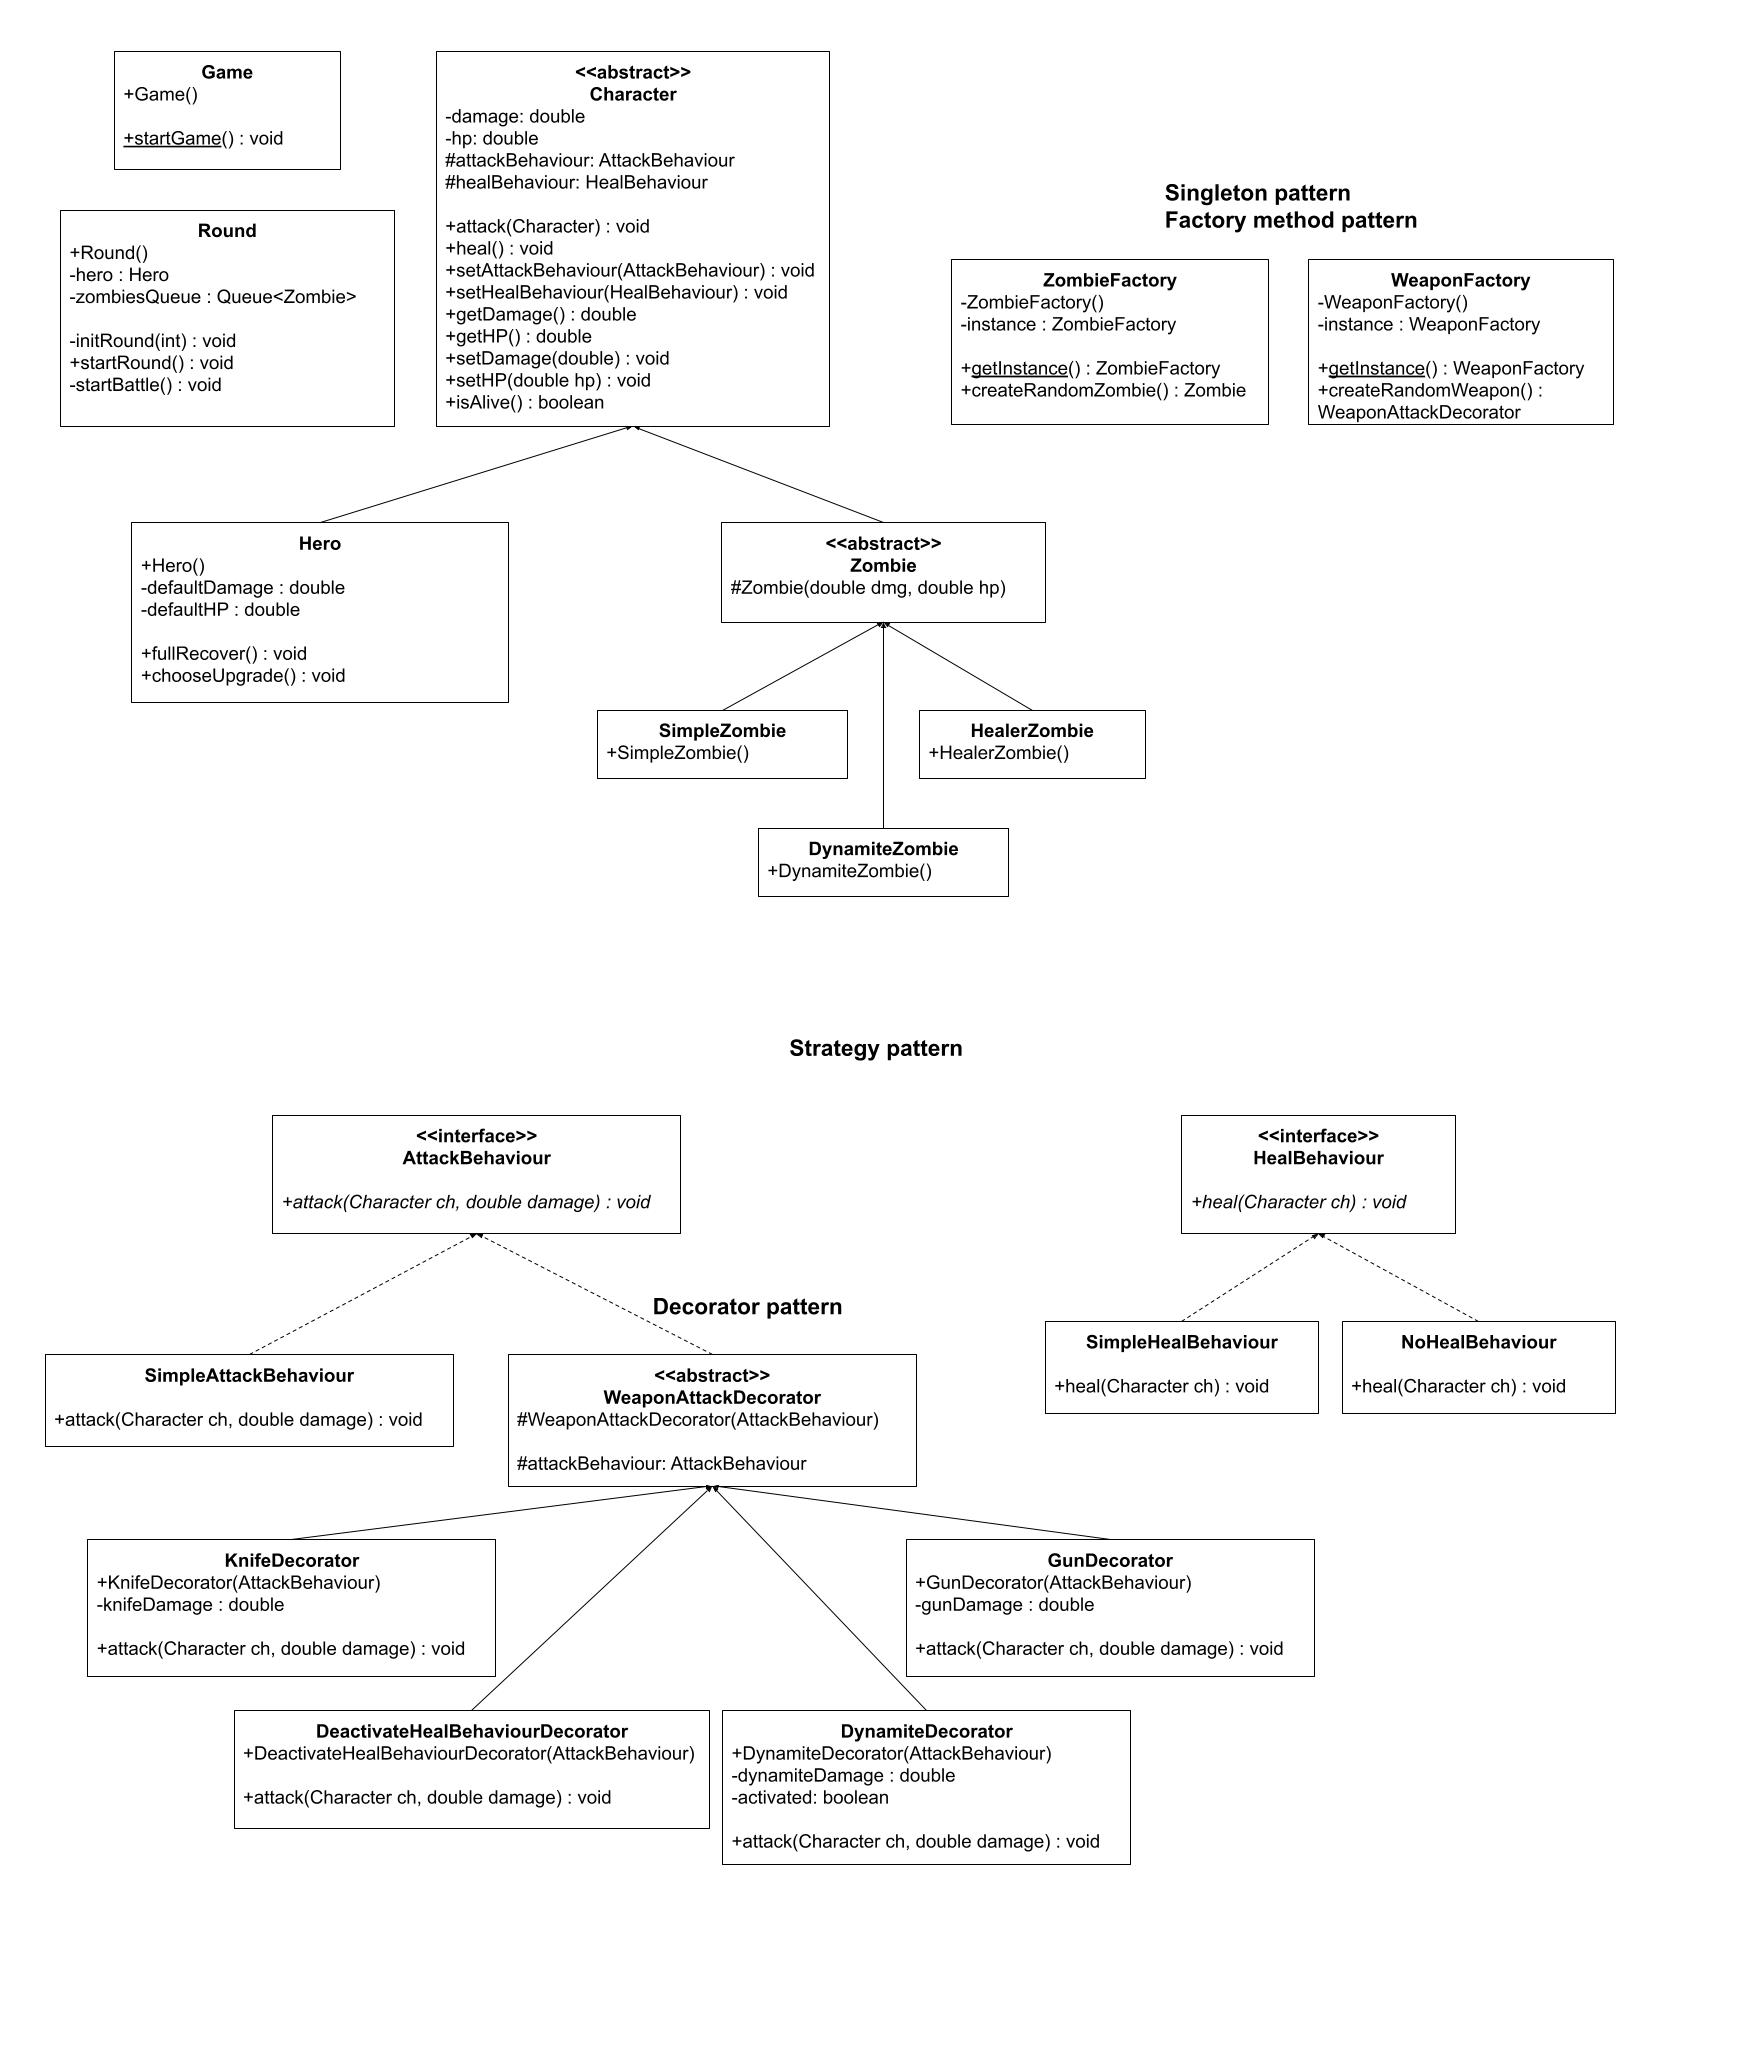 Game
+Game()
+startGame() : void
<<abstract>>
Character
-damage: double
-hp: double
#attackBehaviour: AttackBehaviour
#healBehaviour: HealBehaviour
+attack(Character) : void
+heal() : void
+setAttackBehaviour(AttackBehaviour) : void
+setHealBehaviour(HealBehaviour) : void
+getDamage() : double
+getHP() : double
+setDamage(double) : void
+setHP(double hp) : void
+isAlive() : boolean
Round
+Round()
-hero : Hero
-zombiesQueue : Queue<Zombie>
-initRound(int) : void
+startRound() : void
-startBattle() : void
Singleton pattern
Factory method pattern
ZombieFactory
-ZombieFactory()
-instance : ZombieFactory
+getInstance() : ZombieFactory
+createRandomZombie() : Zombie
WeaponFactory
-WeaponFactory()
-instance : WeaponFactory
+getInstance() : WeaponFactory
+createRandomWeapon() :
WeaponAttackDecorator
Hero
+Hero()
-defaultDamage : double
-defaultHP : double
+fullRecover() : void
+chooseUpgrade() : void
<<abstract>>
Zombie
#Zombie(double dmg, double hp)
SimpleZombie
+SimpleZombie()
HealerZombie
+HealerZombie()
DynamiteZombie
+DynamiteZombie()
Strategy pattern
<<interface>>
AttackBehaviour
+attack(Character ch, double damage) : void
<<interface>>
HealBehaviour
+heal(Character ch) : void
Decorator pattern
SimpleAttackBehaviour
+attack(Character ch, double damage) : void
<<abstract>>
WeaponAttackDecorator
#WeaponAttackDecorator(AttackBehaviour)
#attackBehaviour: AttackBehaviour
SimpleHealBehaviour
+heal(Character ch) : void
NoHealBehaviour
+heal(Character ch) : void
KnifeDecorator
+KnifeDecorator(AttackBehaviour)
-knifeDamage : double
+attack(Character ch, double damage) : void
GunDecorator
+GunDecorator(AttackBehaviour)
-gunDamage : double
+attack(Character ch, double damage) : void
DeactivateHealBehaviourDecorator
+DeactivateHealBehaviourDecorator(AttackBehaviour)
+attack(Character ch, double damage) : void
DynamiteDecorator
+DynamiteDecorator(AttackBehaviour)
-dynamiteDamage : double
-activated: boolean
+attack(Character ch, double damage) : void